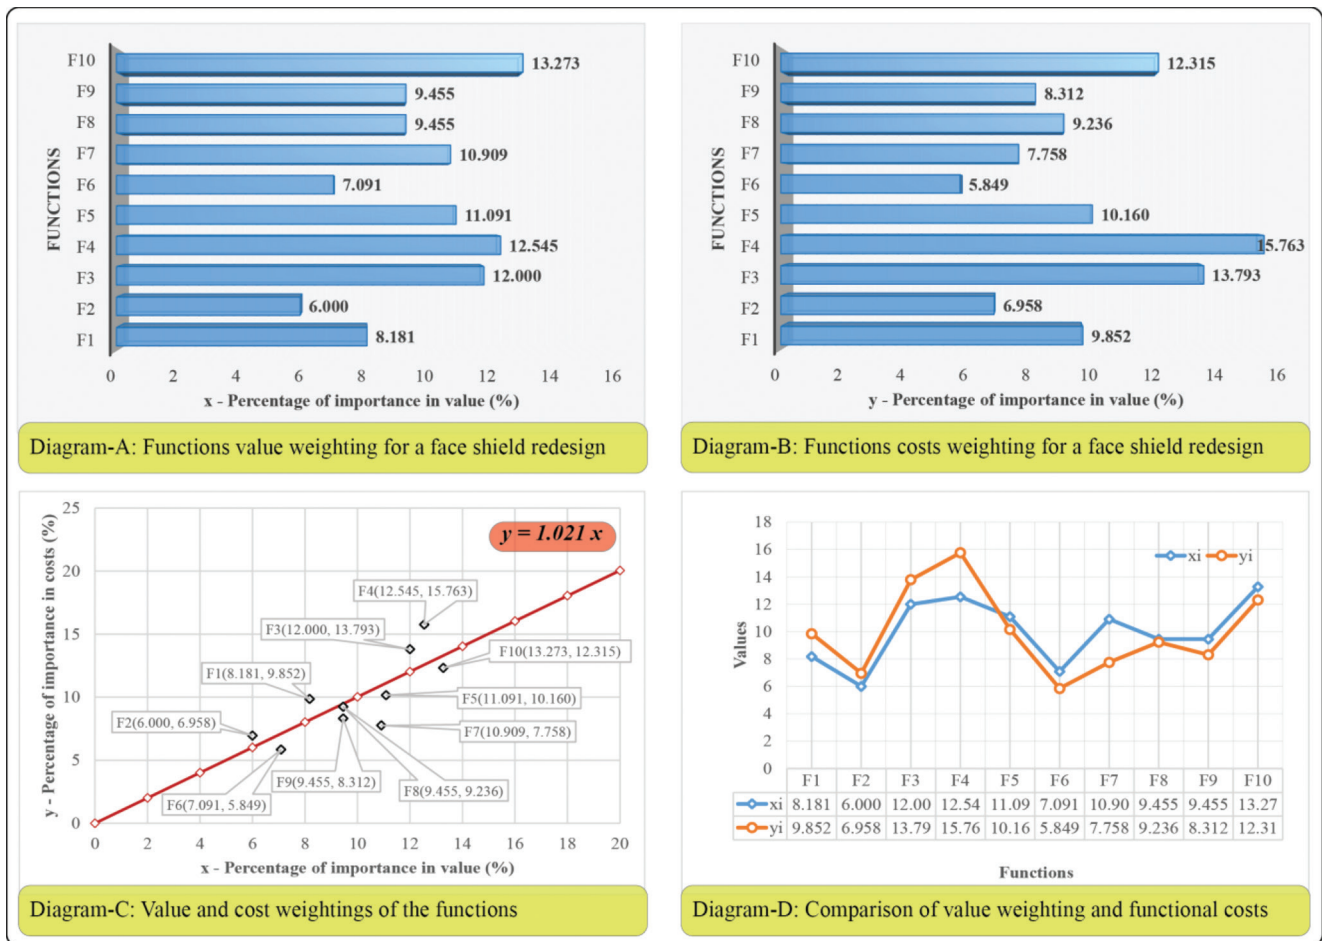 F10
13.273
F9
9.455
F8
9.455
F7
10.909
F6
7.091
F5
11.091
F4
12.545
F3
12.000
F2
6.000
F1
8.181
FUNCTIONS
0 2 4 6 8 10 12 14 16
x - Percentage of importance in value (%)
Diagram-A: Functions value weighting for a face shield redesign
F10
12.315
F9
8.312
F8
9.236
F7
7.758
F6
5.849
F5
10.160
F4
15.763
F3
13.793
F2
6.958
F1
9.852
FUNCTIONS
0 2 4 6 8 10 12 14 16
y - Percentage of importance in value (%)
Diagram-B: Functions costs weighting for a face shield redesign
y - Percentage of importance in costs (%)
25
20
15
10
5
0
y = 1.021 x
F4(12.545, 15.763)
F3(12.000, 13.793)
F10(13.273, 12.315)
F1(8.181, 9.852)
F5(11.091, 10.160)
F2(6.000, 6.958)
F7(10.909, 7.758)
F9(9.455, 8.312)
F8(9.455, 9.236)
F6(7.091, 5.849)
0 2 4 6 8 10 12 14 16 18 20
x - Percentage of importance in value (%)
Diagram-C: Value and cost weightings of the functions
Values
18
16
14
12
10
8
6
4
2
0
xi yi
F1 F2 F3 F4 F5 F6 F7 F8 F9 F10
xi 8.181 6.000 12.00 12.54 11.09 7.091 10.90 9.455 9.455 13.27
yi 9.852 6.958 13.79 15.76 10.16 5.849 7.758 9.236 8.312 12.31
Functions
Diagram-D: Comparison of value weighting and functional costs